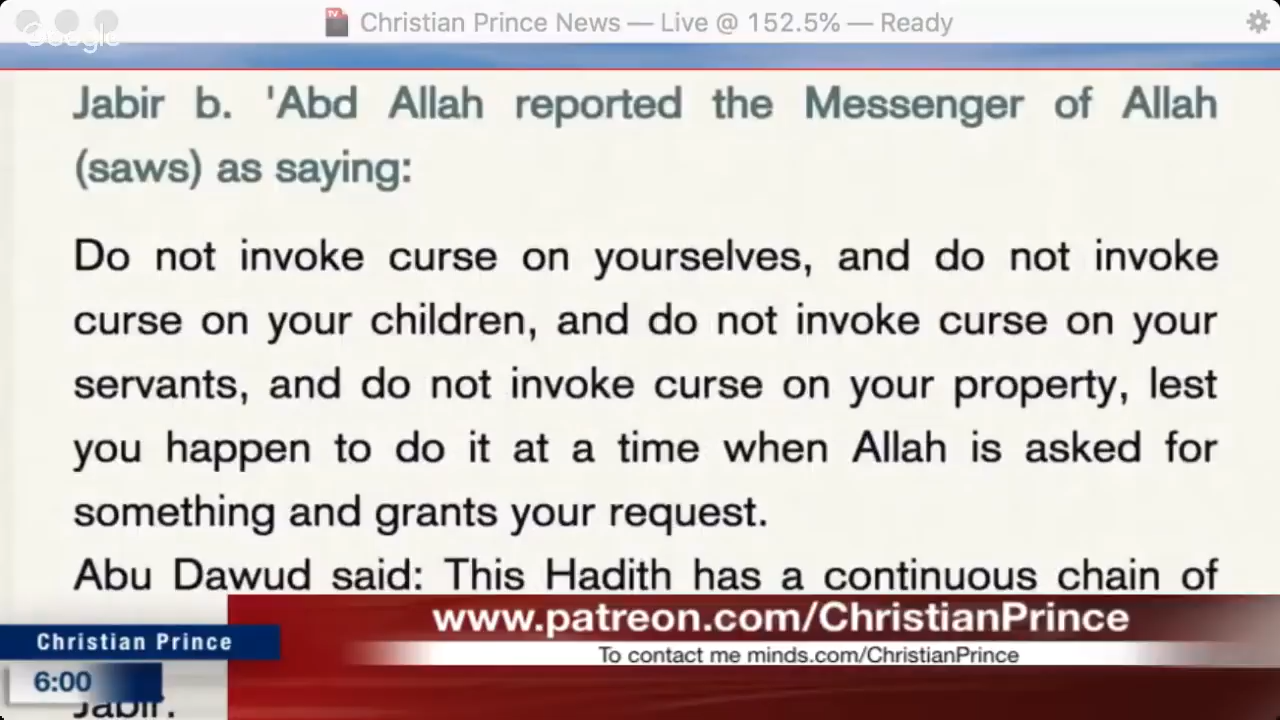 Christian Prince News — Live @ 152.5% — Ready
Google
Jabir b. 'Abd Allah reported the Messenger of Allah
(saws) as saying:
Do not invoke curse on yourselves, and do not invoke
curse on your children, and do not invoke curse on your
servants, and do not invoke curse on your property, lest
you happen to do it at a time when Allah is asked for
something and grants your request.
Abu Dawud said: This Hadith has a continuous chain of
www.patreon.com/ChristianPrince
Christian Prince
To contact me minds.com/ChristianPrince
6:00
Jabir.